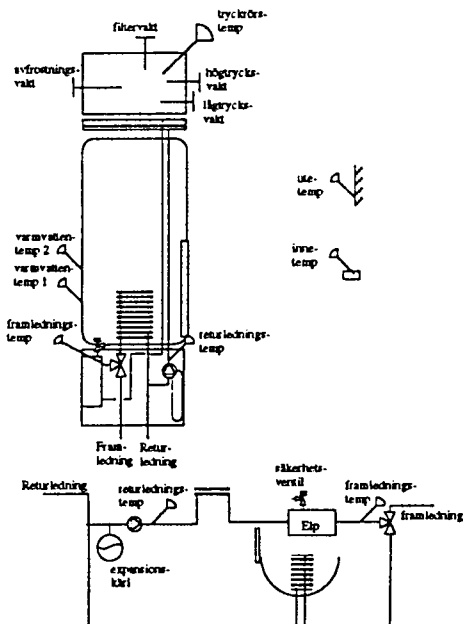 filtervakt
tryckrörs-
temp
avfrostnings-
vakt
högtrycks-
vakt
lågtrycks-
vakt
ute-
temp
inne-
temp
varmvatten-
temp 2
varmvatten-
temp 1
framlednings-
temp
returlednings-
temp
Fram-
ledning
Retur-
ledning
Returledning
returlednings-
temp
expansions-
kärl
säkerhets-
ventil
Elp
framlednings-
temp
framledning